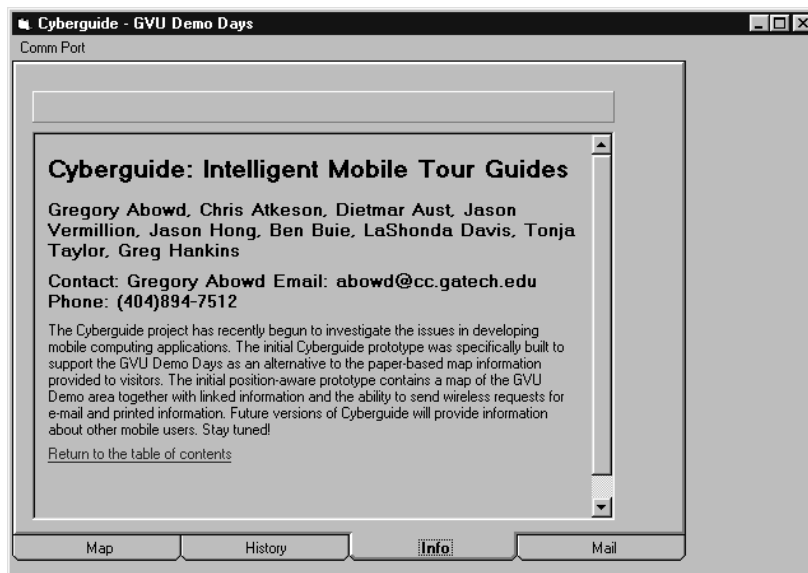 Cyberguide - GVU Demo Days
Comm Port
Cyberguide: Intelligent Mobile Tour Guides
Gregory Abowd, Chris Atkeson, Dietmar Aust, Jason
Vermillion, Jason Hong, Ben Buie, LaShonda Davis, Tonja
Taylor, Greg Hankins
Contact: Gregory Abowd Email: abowd@cc.gatech.edu
Phone: (404)894-7512
The Cyberguide project has recently begun to investigate the issues in developing
mobile computing applications. The initial Cyberguide prototype was specifically built to
support the GVU Demo Days as an alternative to the paper-based map information
provided to visitors. The initial position-aware prototype contains a map of the GVU
Demo area together with linked information and the ability to send wireless requests for
e-mail and printed information. Future versions of Cyberguide will provide information
about other mobile users. Stay tuned!
Return to the table of contents
Map History Info Mail